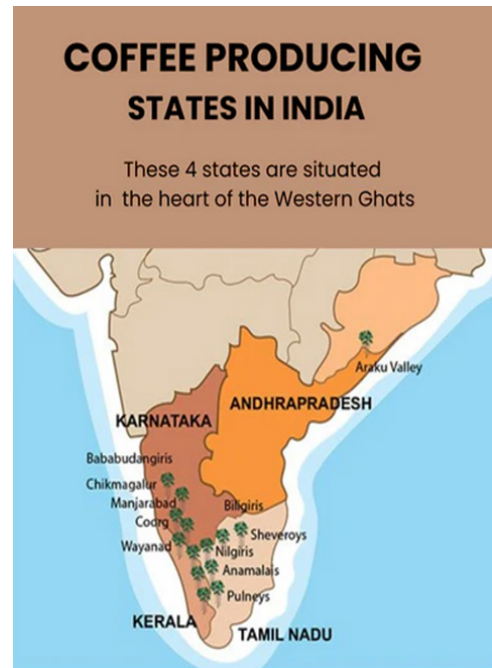 COFFEE PRODUCING
STATES IN INDIA
These 4 states are situated
in the heart of the Western Ghats
Araku Valley
ANDHRAPRADESH
KARNATAKA
Bababudangiris
Chikmagalur
Manjarabad
Biligiris
Coorg
Sheveroys
Wayanad
Nilgiris
Anamalais
Pulneys
KERALA
TAMIL NADU